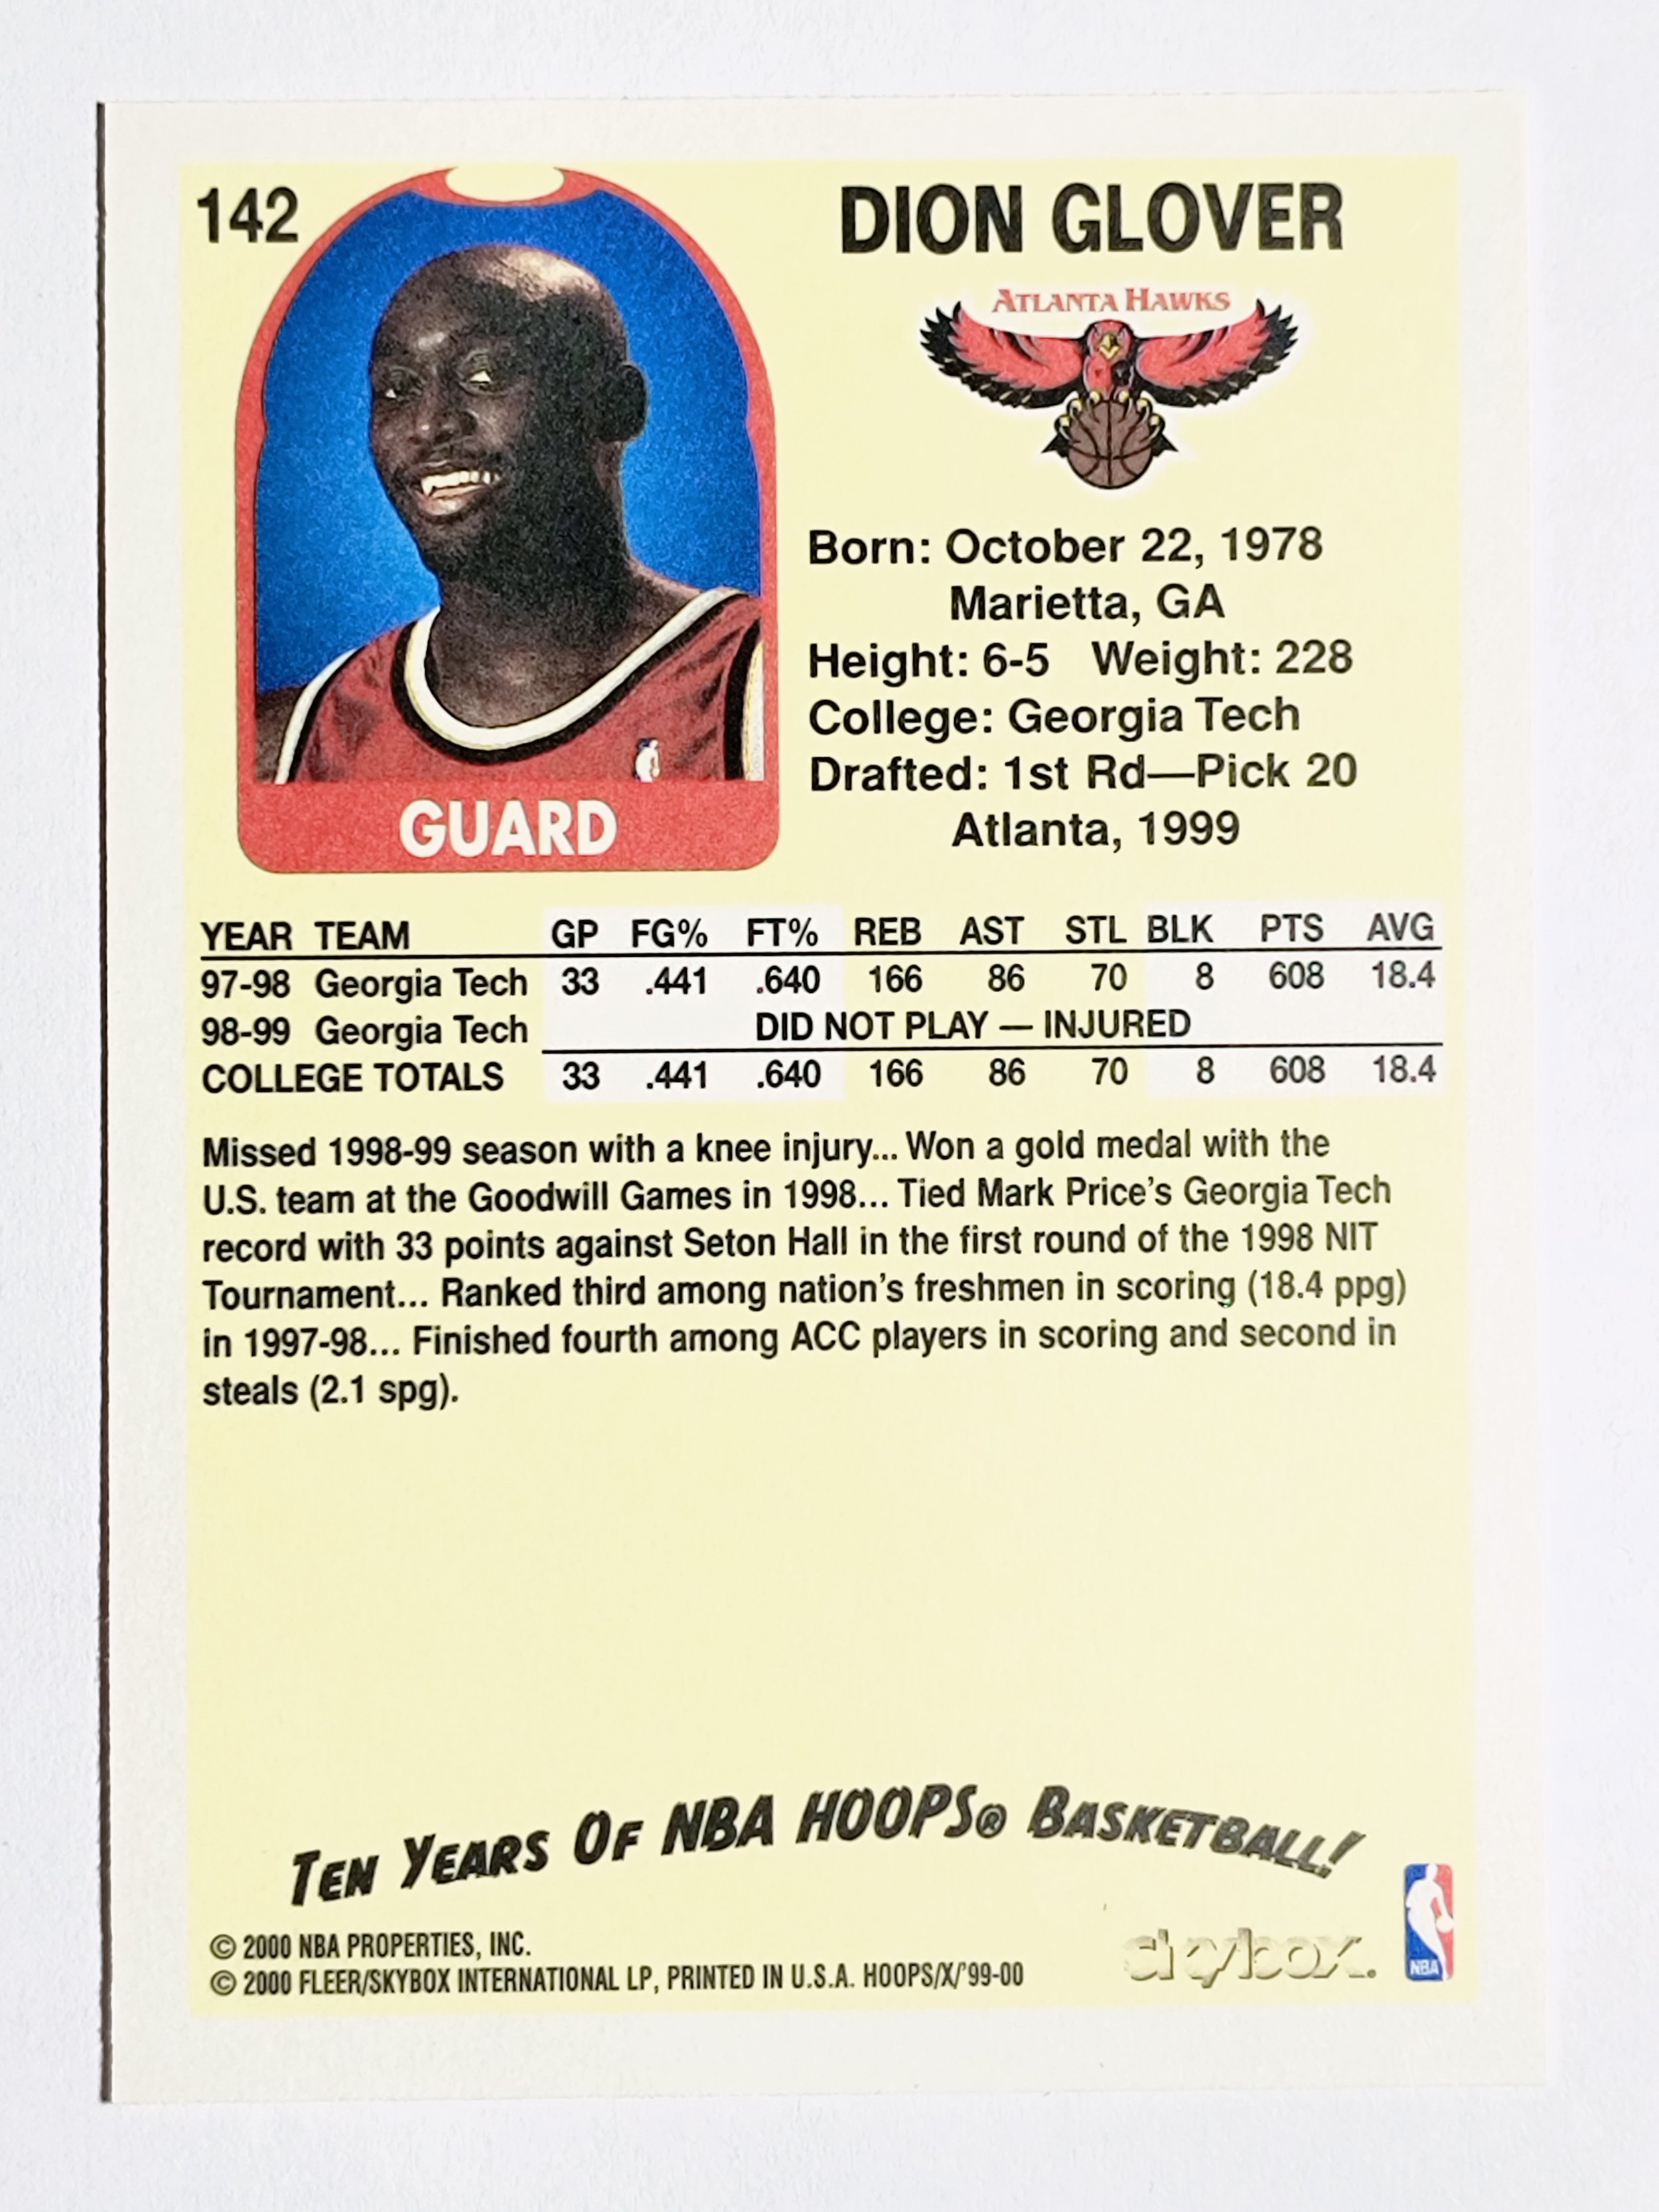 142
DION GLOVER
ATLANTA HAWKS
Born: October 22, 1978
Marietta, GA
Height: 6-5 Weight: 228
College: Georgia Tech
Drafted: 1st Rd—Pick 20
Atlanta, 1999
GUARD
YEAR TEAM GP FG% FT% REB AST STL BLK PTS AVG
97-98 Georgia Tech 33 .441 .640 166 86 70 8 608 18.4
98-99 Georgia Tech DID NOT PLAY — INJURED
COLLEGE TOTALS 33 .441 .640 166 86 70 8 608 18.4
Missed 1998-99 season with a knee injury... Won a gold medal with the
U.S. team at the Goodwill Games in 1998... Tied Mark Price's Georgia Tech
record with 33 points against Seton Hall in the first round of the 1998 NIT
Tournament... Ranked third among nation's freshmen in scoring (18.4 ppg)
in 1997-98... Finished fourth among ACC players in scoring and second in
steals (2.1 spg).
TEN YEARS OF NBA HOOPS® BASKETBALL!
© 2000 NBA PROPERTIES, INC.
© 2000 FLEER/SKYBOX INTERNATIONAL LP, PRINTED IN U.S.A. HOOPS/X/'99-00
skybox.
NBA